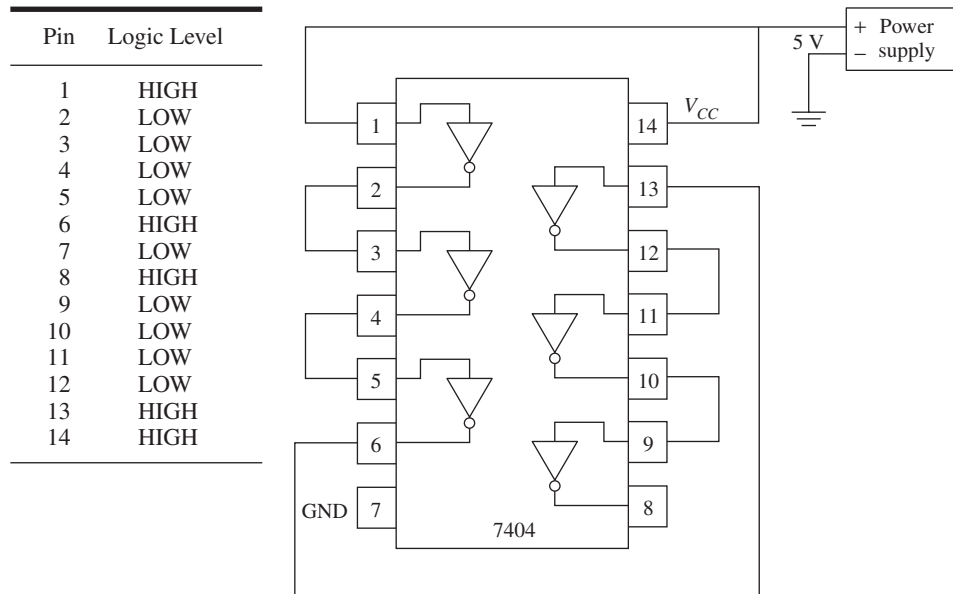 Pin Logic Level
1 HIGH
2 LOW
3 LOW
4 LOW
5 LOW
6 HIGH
7 LOW
8 HIGH
9 LOW
10 LOW
11 LOW
12 LOW
13 HIGH
14 HIGH
+ Power
5 V − supply
VCC
1 14
2 13
3 12
4 11
5 10
6 9
GND 7 8
7404